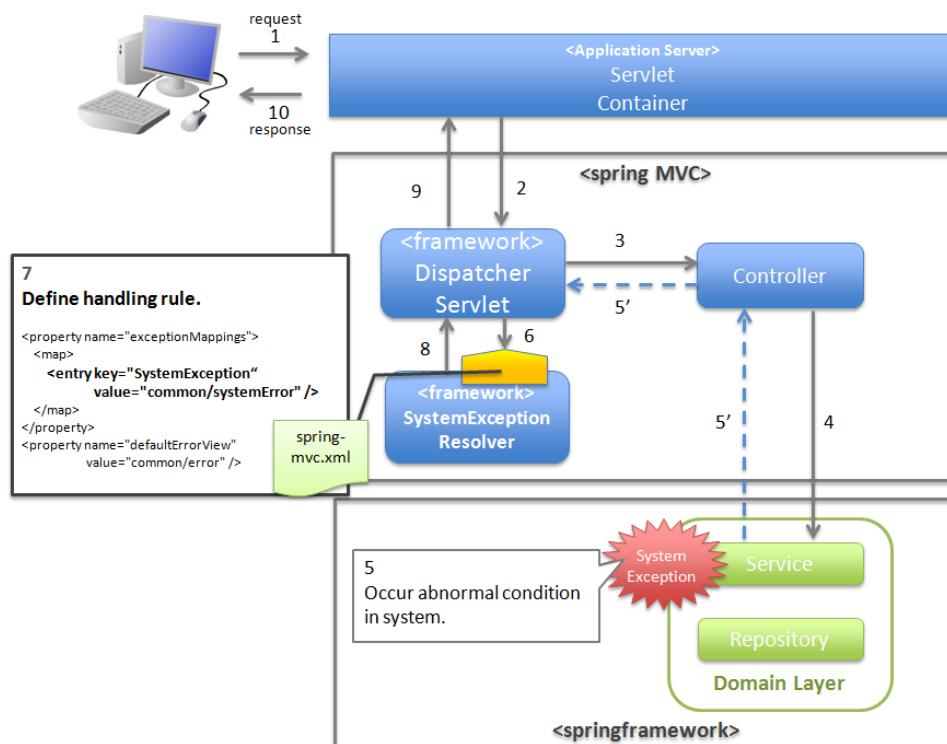 request
1
10
response
<Application Server>
Servlet
Container
<spring MVC>
9
2
<framework>
Dispatcher
Servlet
3
5’
Controller
7
Define handling rule.
<property name="exceptionMappings">
<map>
<entry key="SystemException“
value="common/systemError" />
</map>
</property>
<property name="defaultErrorView"
value="common/error" />
8
6
<framework>
SystemException
Resolver
spring-
mvc.xml
5’
4
5
Occur abnormal condition
in system.
System
Exception
Service
Repository
Domain Layer
<springframework>